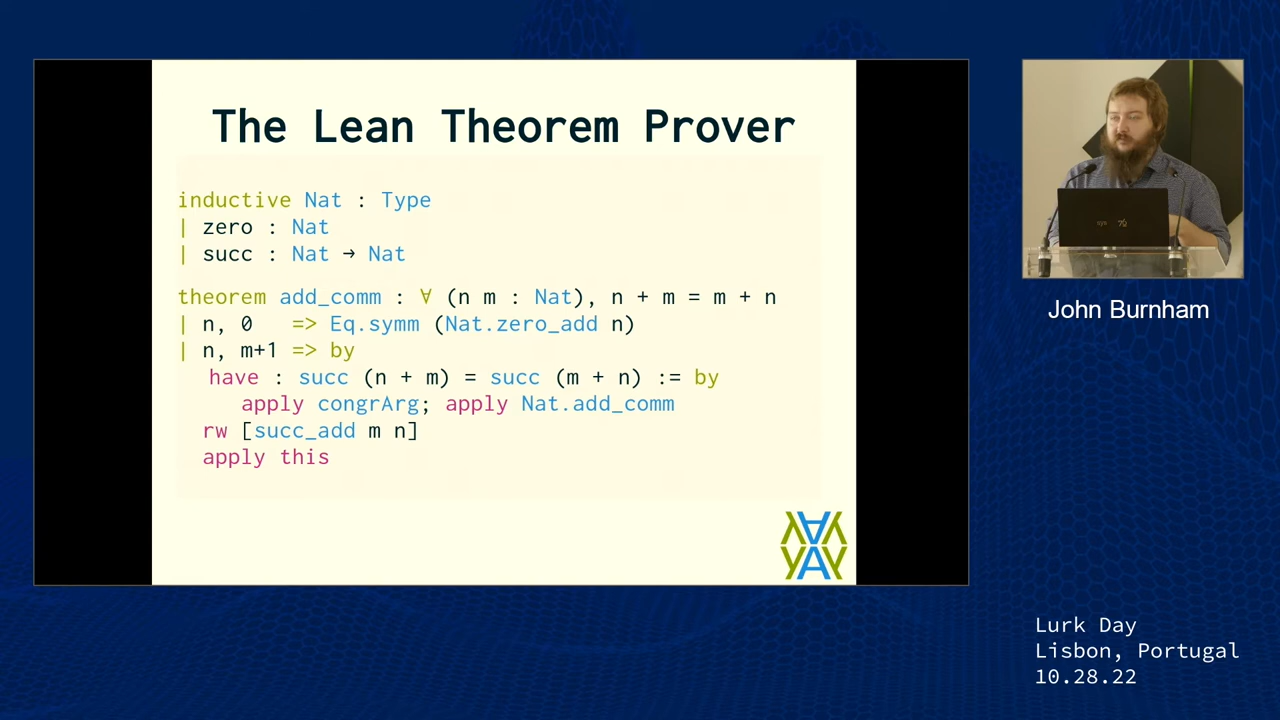 The Lean Theorem Prover
inductive Nat : Type
| zero : Nat
| succ : Nat → Nat
theorem add_comm : ∀ (n m : Nat), n + m = m + n
| n, 0 => Eq.symm (Nat.zero_add n)
| n, m+1 => by
have : succ (n + m) = succ (m + n) := by
apply congrArg; apply Nat.add_comm
rw [succ_add m n]
apply this
John Burnham
Lurk Day
Lisbon, Portugal
10.28.22